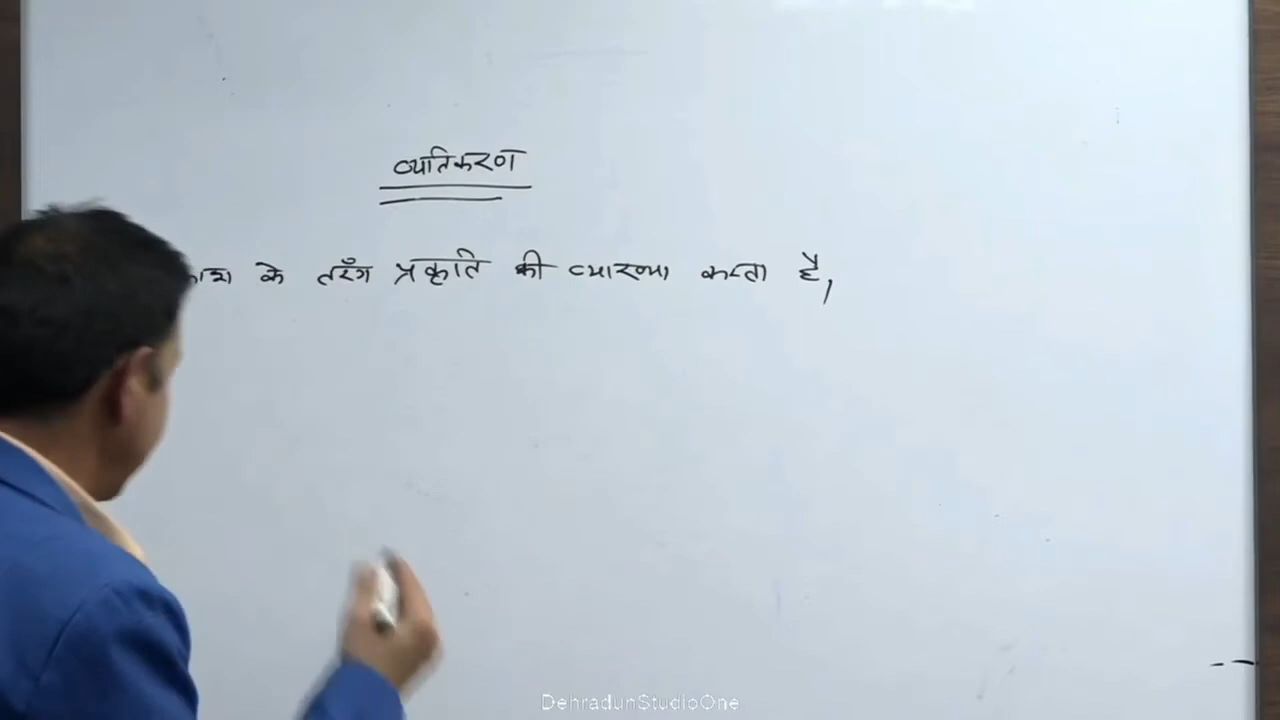 व्यतिकरण
के तरँग प्रकृति की व्याख्या करता है,
DehradunStudioOne